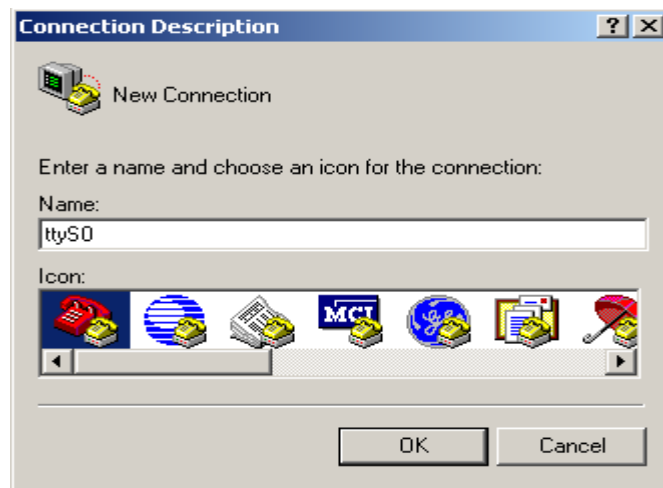 Connection Description
New Connection
Enter a name and choose an icon for the connection:
Name:
ttyS0
Icon:
MCI
OK Cancel